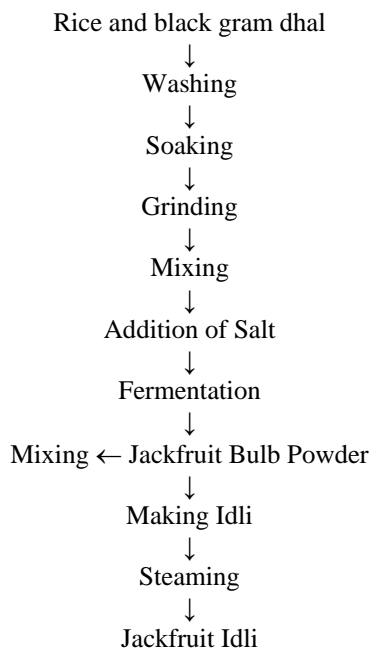 Rice and black gram dhal
↓
Washing
↓
Soaking
↓
Grinding
↓
Mixing
↓
Addition of Salt
↓
Fermentation
↓
Mixing ← Jackfruit Bulb Powder
↓
Making Idli
↓
Steaming
↓
Jackfruit Idli